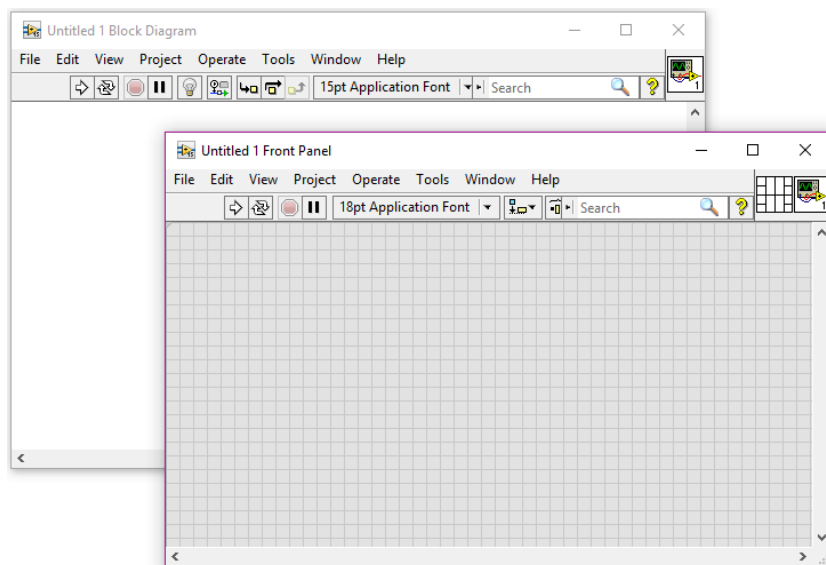 Untitled 1 Block Diagram
File Edit View Project Operate Tools Window Help
15pt Application Font Search ?
1
Untitled 1 Front Panel
File Edit View Project Operate Tools Window Help
18pt Application Font Search ?
1